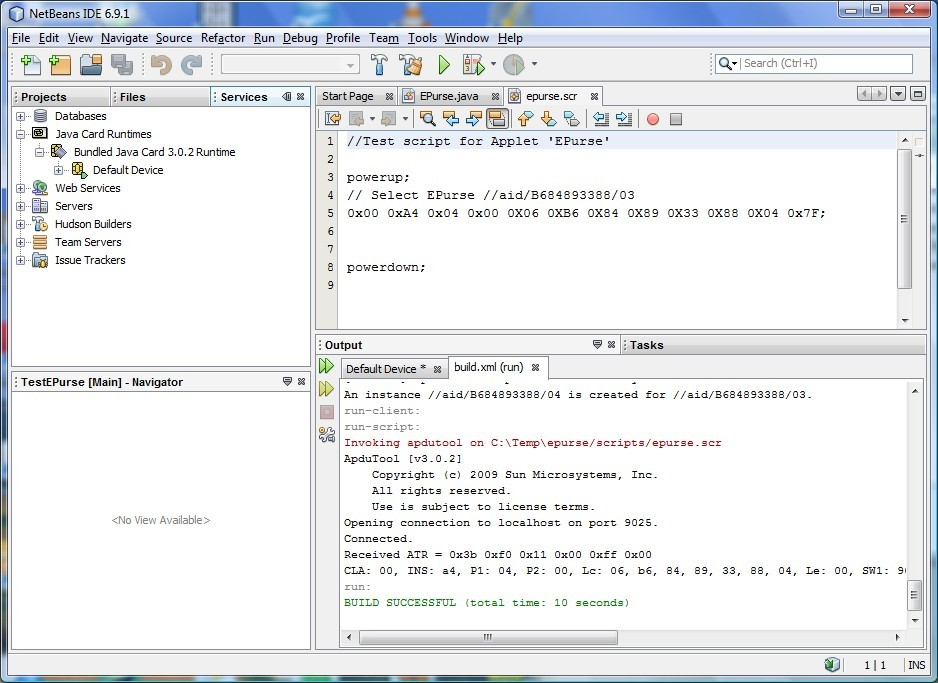 NetBeans IDE 6.9.1
File Edit View Navigate Source Refactor Run Debug Profile Team Tools Window Help
Search (Ctrl+I)
Projects Files Services
Databases
Java Card Runtimes
Bundled Java Card 3.0.2 Runtime
Default Device
Web Services
Servers
Hudson Builders
Team Servers
Issue Trackers
TestEPurse [Main] - Navigator
<No View Available>
Start Page EPurse.java epurse.scr
1 //Test script for Applet 'EPurse'
2
3 powerup;
4 // Select EPurse //aid/B684893388/03
5 0x00 0xA4 0x04 0x00 0X06 0XB6 0X84 0X89 0X33 0X88 0X04 0x7F;
6
7
8 powerdown;
9
Output Tasks
Default Device * build.xml (run)
An instance //aid/B684893388/04 is created for //aid/B684893388/03.
run-client:
run-script:
Invoking apdutool on C:\Temp\epurse/scripts/epurse.scr
ApduTool [v3.0.2]
Copyright (c) 2009 Sun Microsystems, Inc.
All rights reserved.
Use is subject to license terms.
Opening connection to localhost on port 9025.
Connected.
Received ATR = 0x3b 0xf0 0x11 0x00 0xff 0x00
CLA: 00, INS: a4, P1: 04, P2: 00, Lc: 06, b6, 84, 89, 33, 88, 04, Le: 00, SW1:
run:
BUILD SUCCESSFUL (total time: 10 seconds)
1 | 1 INS